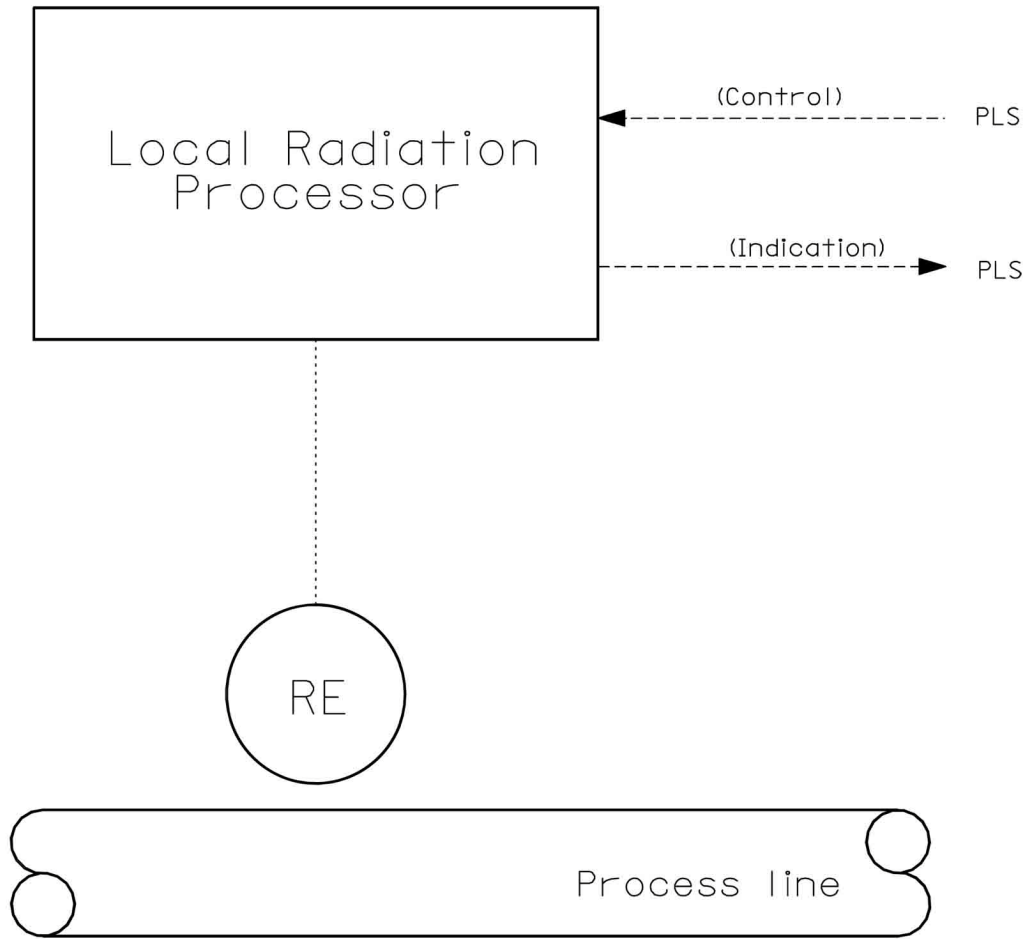 (Control)
PLS
Local Radiation
Processor
(Indication)
PLS
RE
Process line